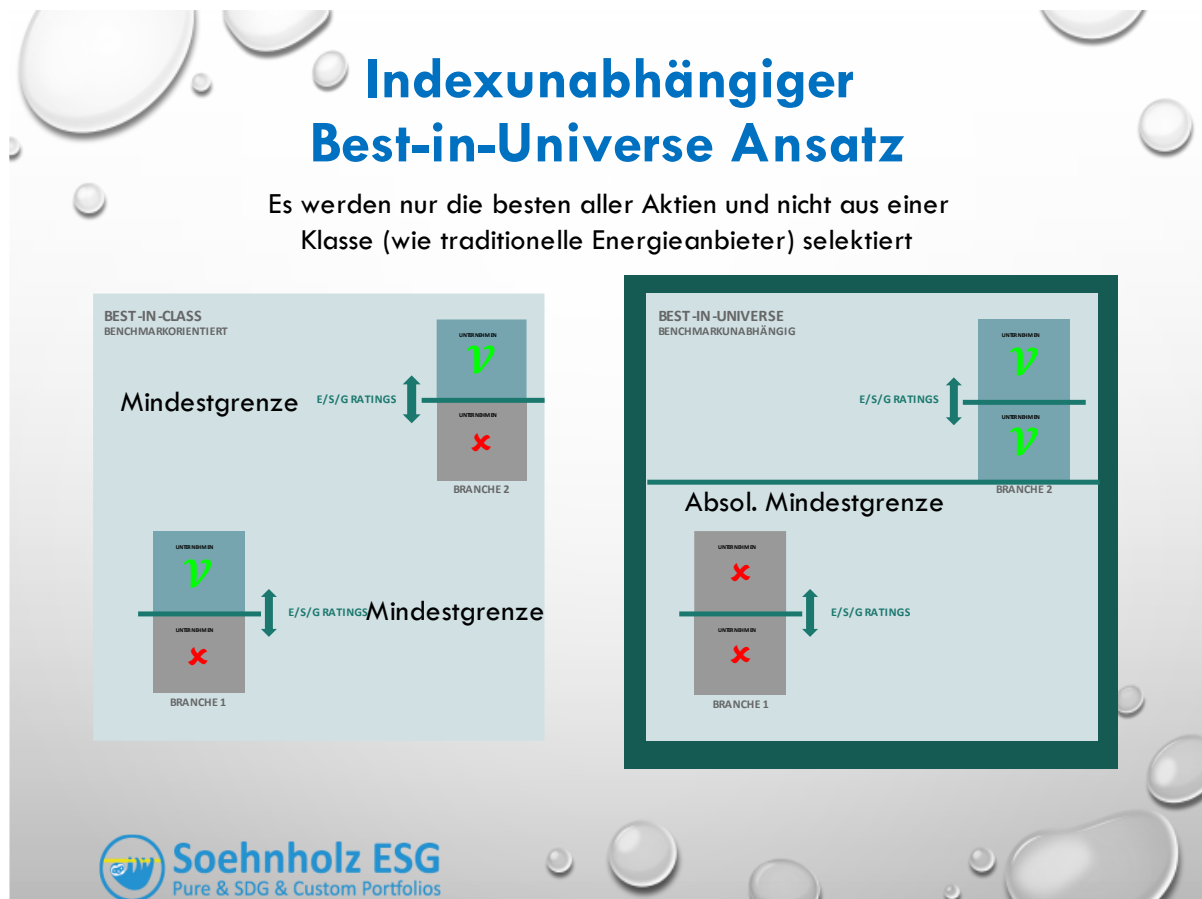 Indexunabhängiger
Best-in-Universe Ansatz
Es werden nur die besten aller Aktien und nicht aus einer
Klasse (wie traditionelle Energieanbieter) selektiert
BEST-IN-CLASS
BENCHMARKORIENTIERT
UNTERNEHMEN
Mindestgrenze
E/S/G RATINGS
UNTERNEHMEN
BRANCHE 2
UNTERNEHMEN
E/S/G RATINGS
Mindestgrenze
UNTERNEHMEN
BRANCHE 1
BEST-IN-UNIVERSE
BENCHMARKUNABHÄNGIG
UNTERNEHMEN
E/S/G RATINGS
UNTERNEHMEN
BRANCHE 2
Absol. Mindestgrenze
UNTERNEHMEN
E/S/G RATINGS
UNTERNEHMEN
BRANCHE 1
Soehnholz ESG
Pure & SDG & Custom Portfolios